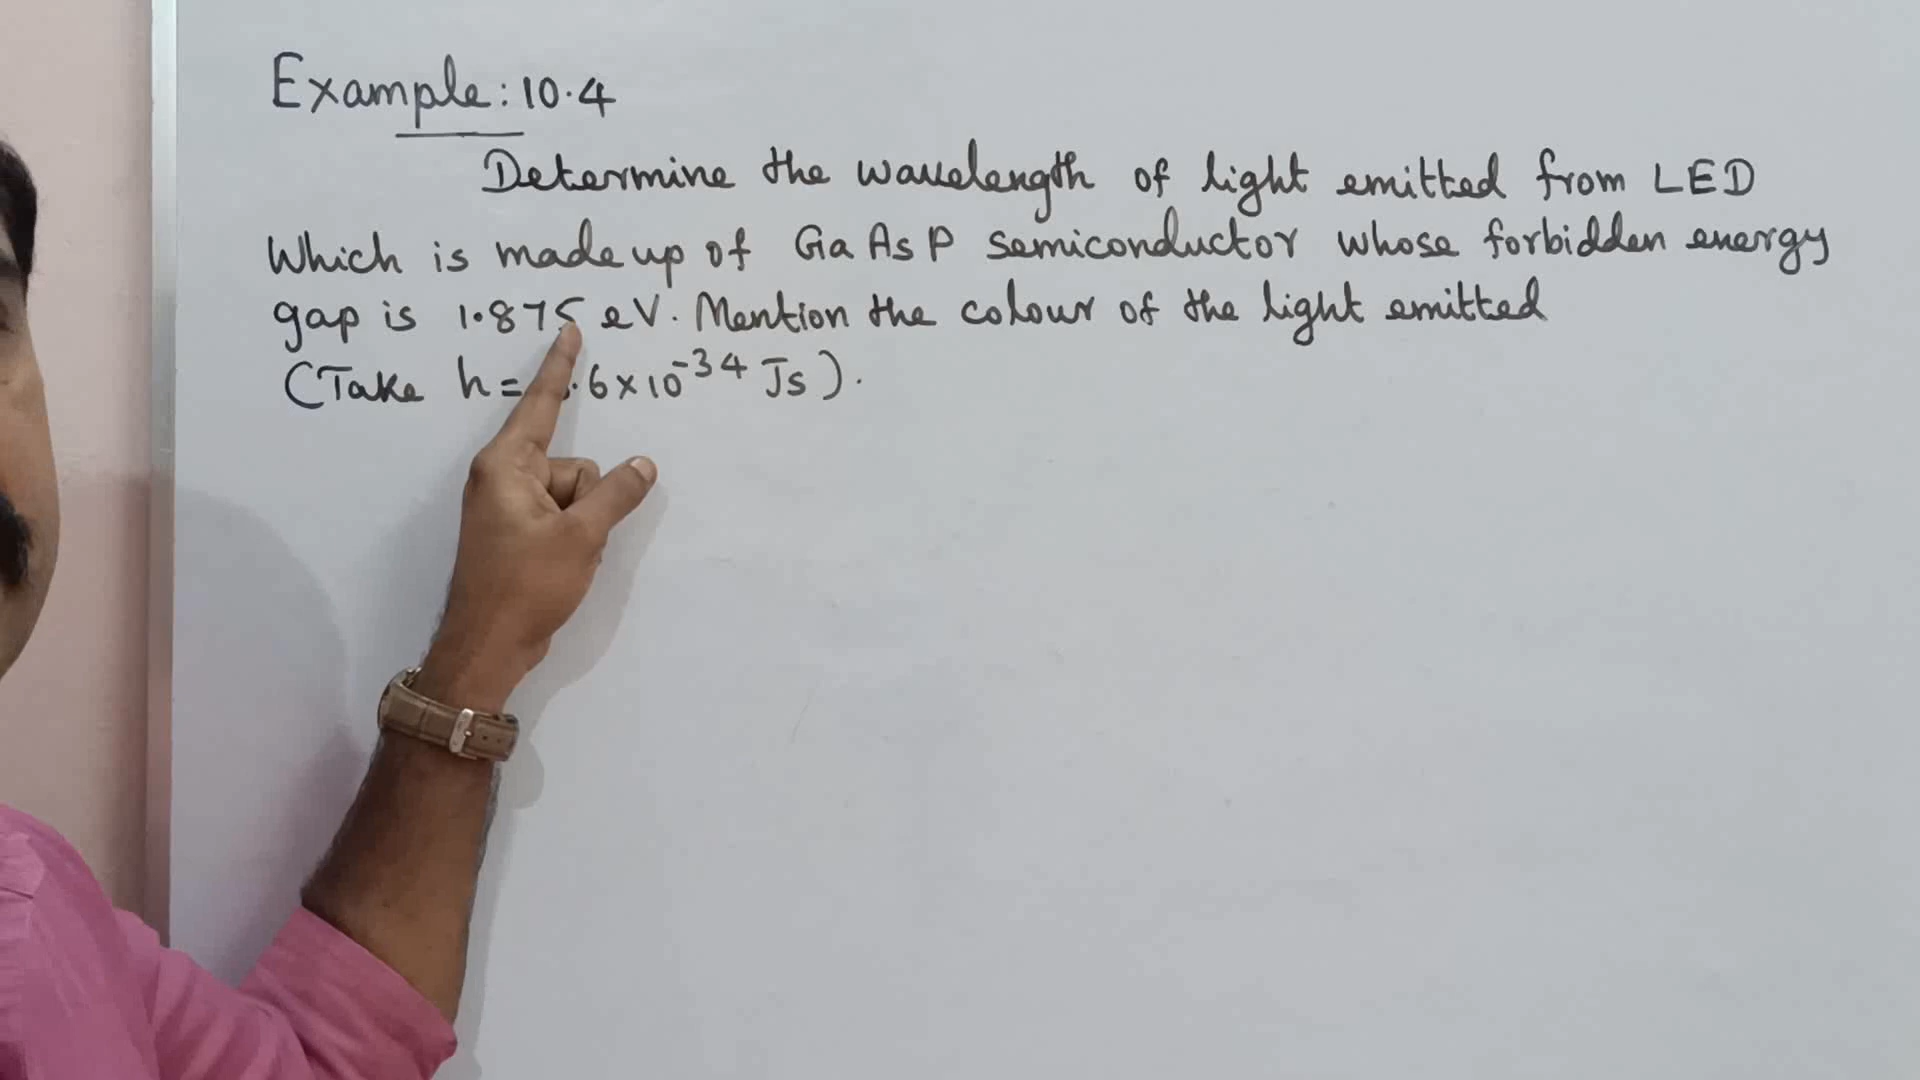 Example: 10.4
Determine the wavelength of light emitted from LED
Which is made up of GaAsP semiconductor whose forbidden energy
gap is 1.875 eV. Mention the colour of the light emitted
(Take h = .6×10⁻³⁴ Js).